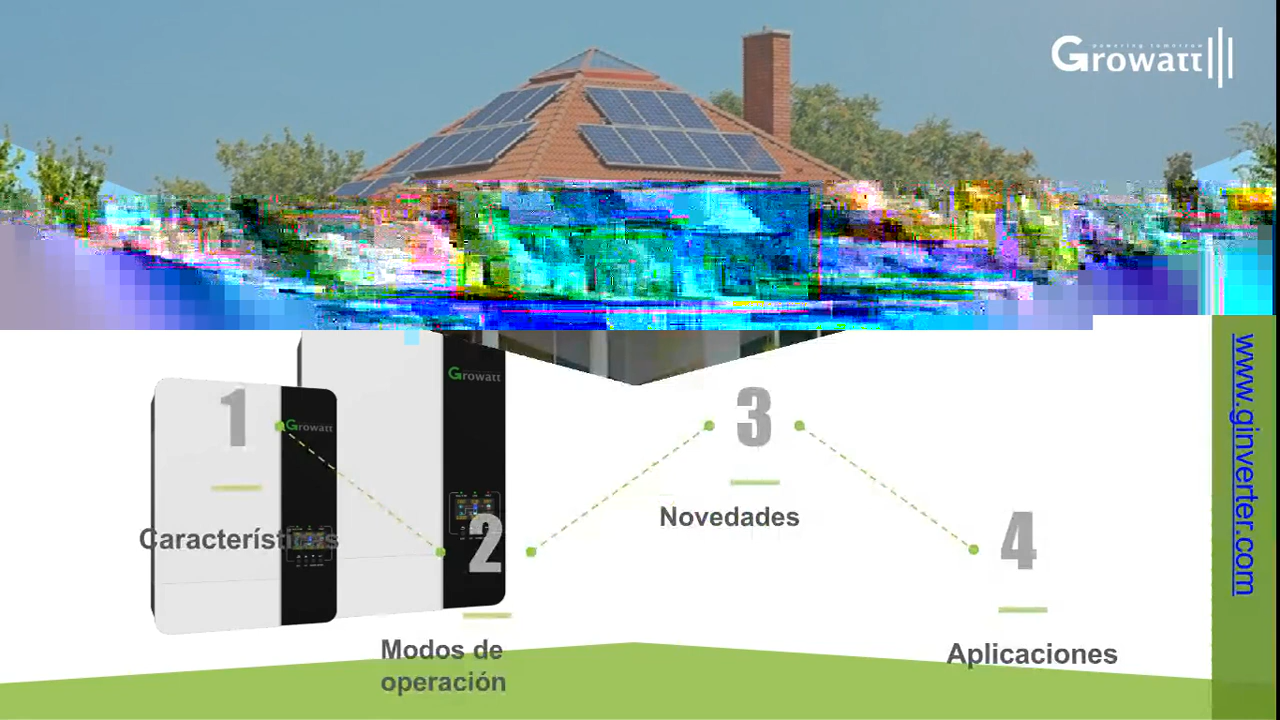 powering tomorrow
Growatt
Growatt
Growatt
1
3
Características
Novedades
2
4
Modos de
operación
Aplicaciones
www.ginverter.com